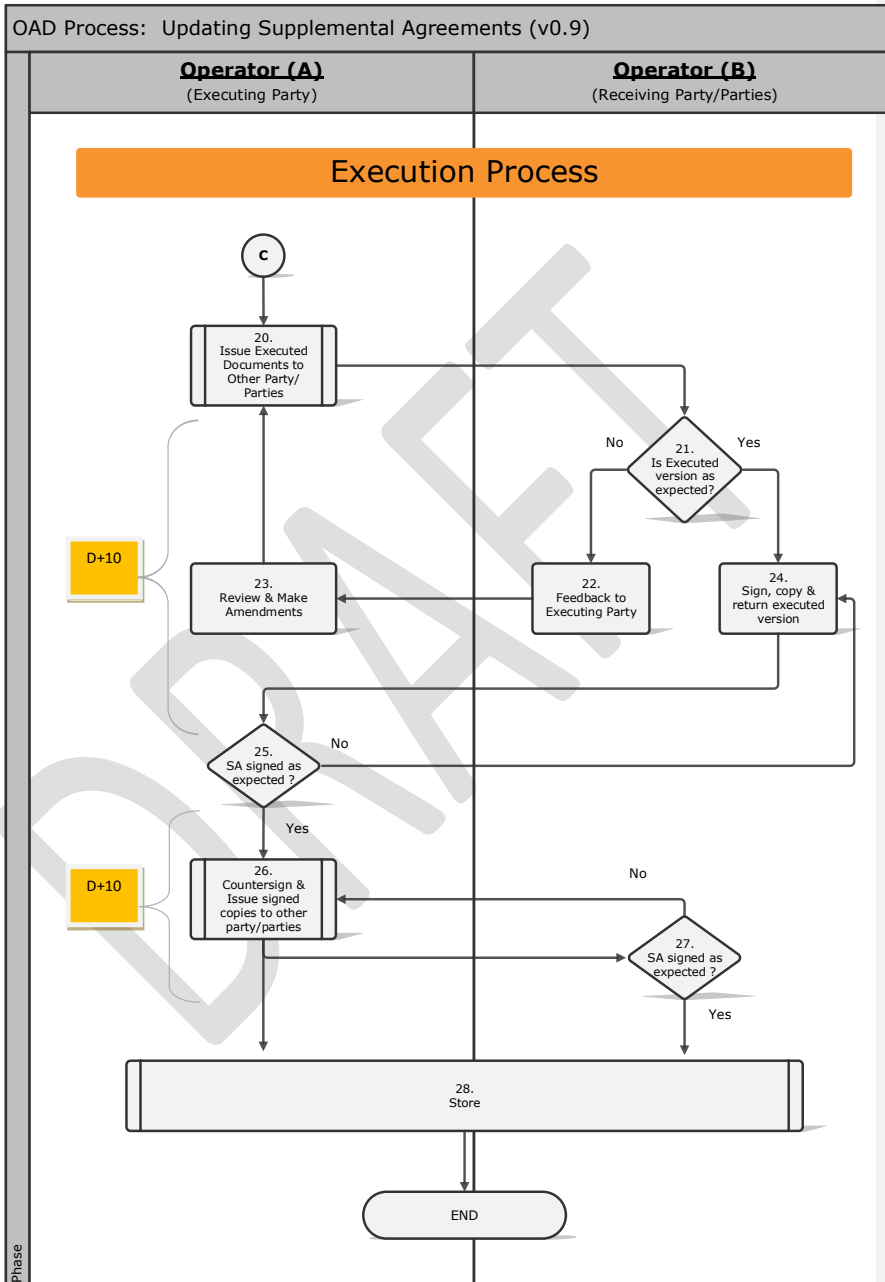 OAD Process: Updating Supplemental Agreements (v0.9)
Operator (A)
(Executing Party)
Operator (B)
(Receiving Party/Parties)
Execution Process
C
20.
Issue Executed
Documents to
Other Party/
Parties
No
Yes
21.
Is Executed
version as
expected?
D+10
23.
Review & Make
Amendments
22.
Feedback to
Executing Party
24.
Sign, copy &
return executed
version
25.
SA signed as
expected ?
No
Yes
D+10
26.
Countersign &
Issue signed
copies to other
party/parties
No
27.
SA signed as
expected ?
Yes
28.
Store
END
Phase
DRAFT